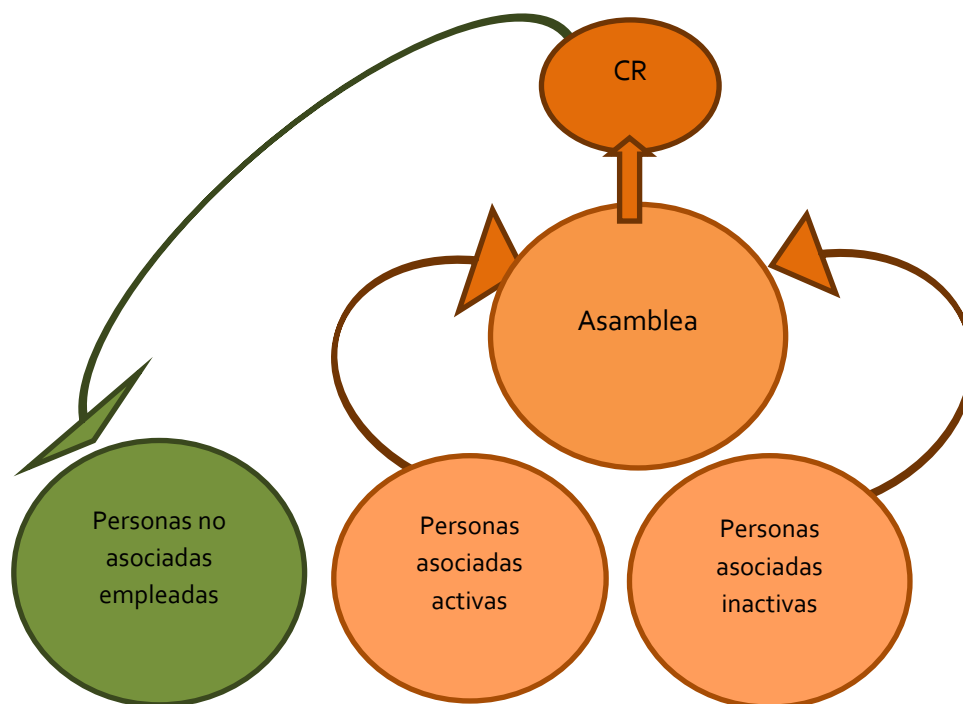 CR
Asamblea
Personas no
asociadas
empleadas
Personas
asociadas
activas
Personas
asociadas
inactivas